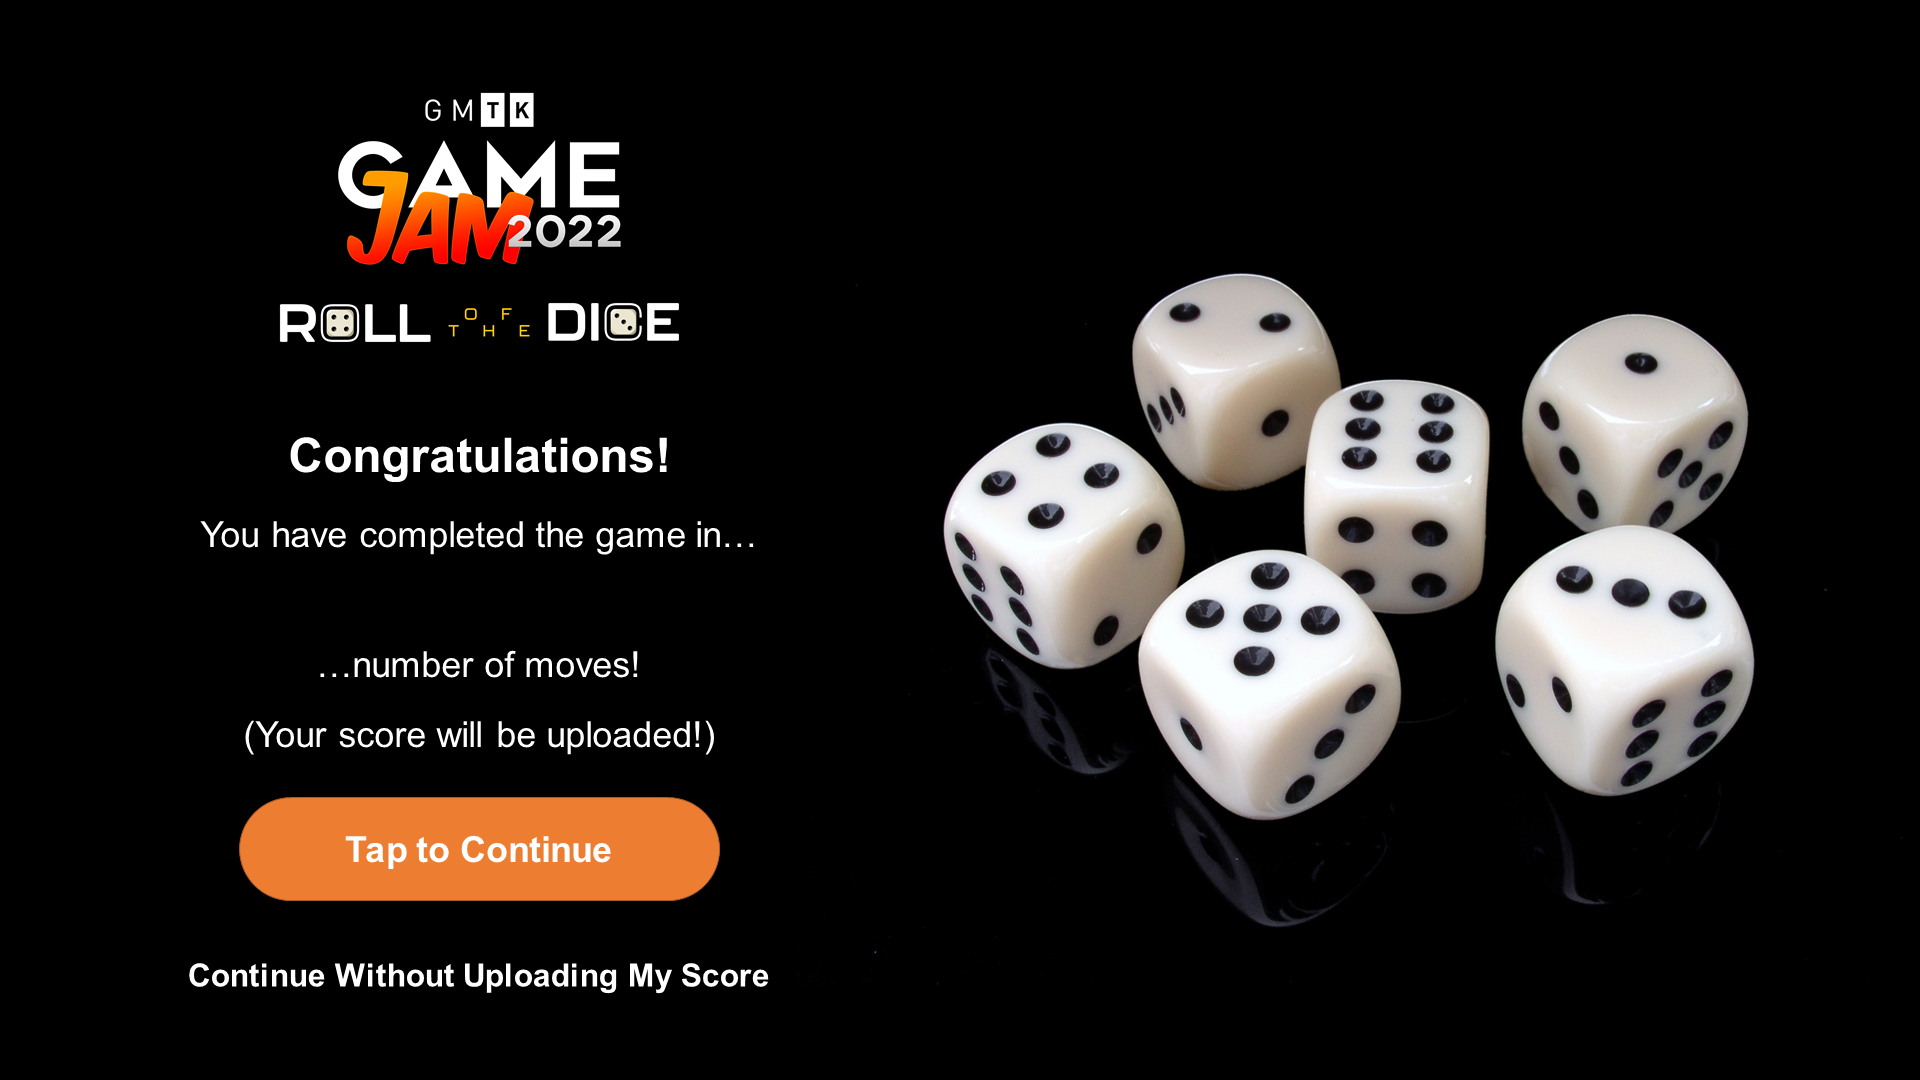 GMTK
GAME
JAM 2022
ROLL OF THE DICE
Congratulations!
You have completed the game in…
…number of moves!
(Your score will be uploaded!)
Tap to Continue
Continue Without Uploading My Score